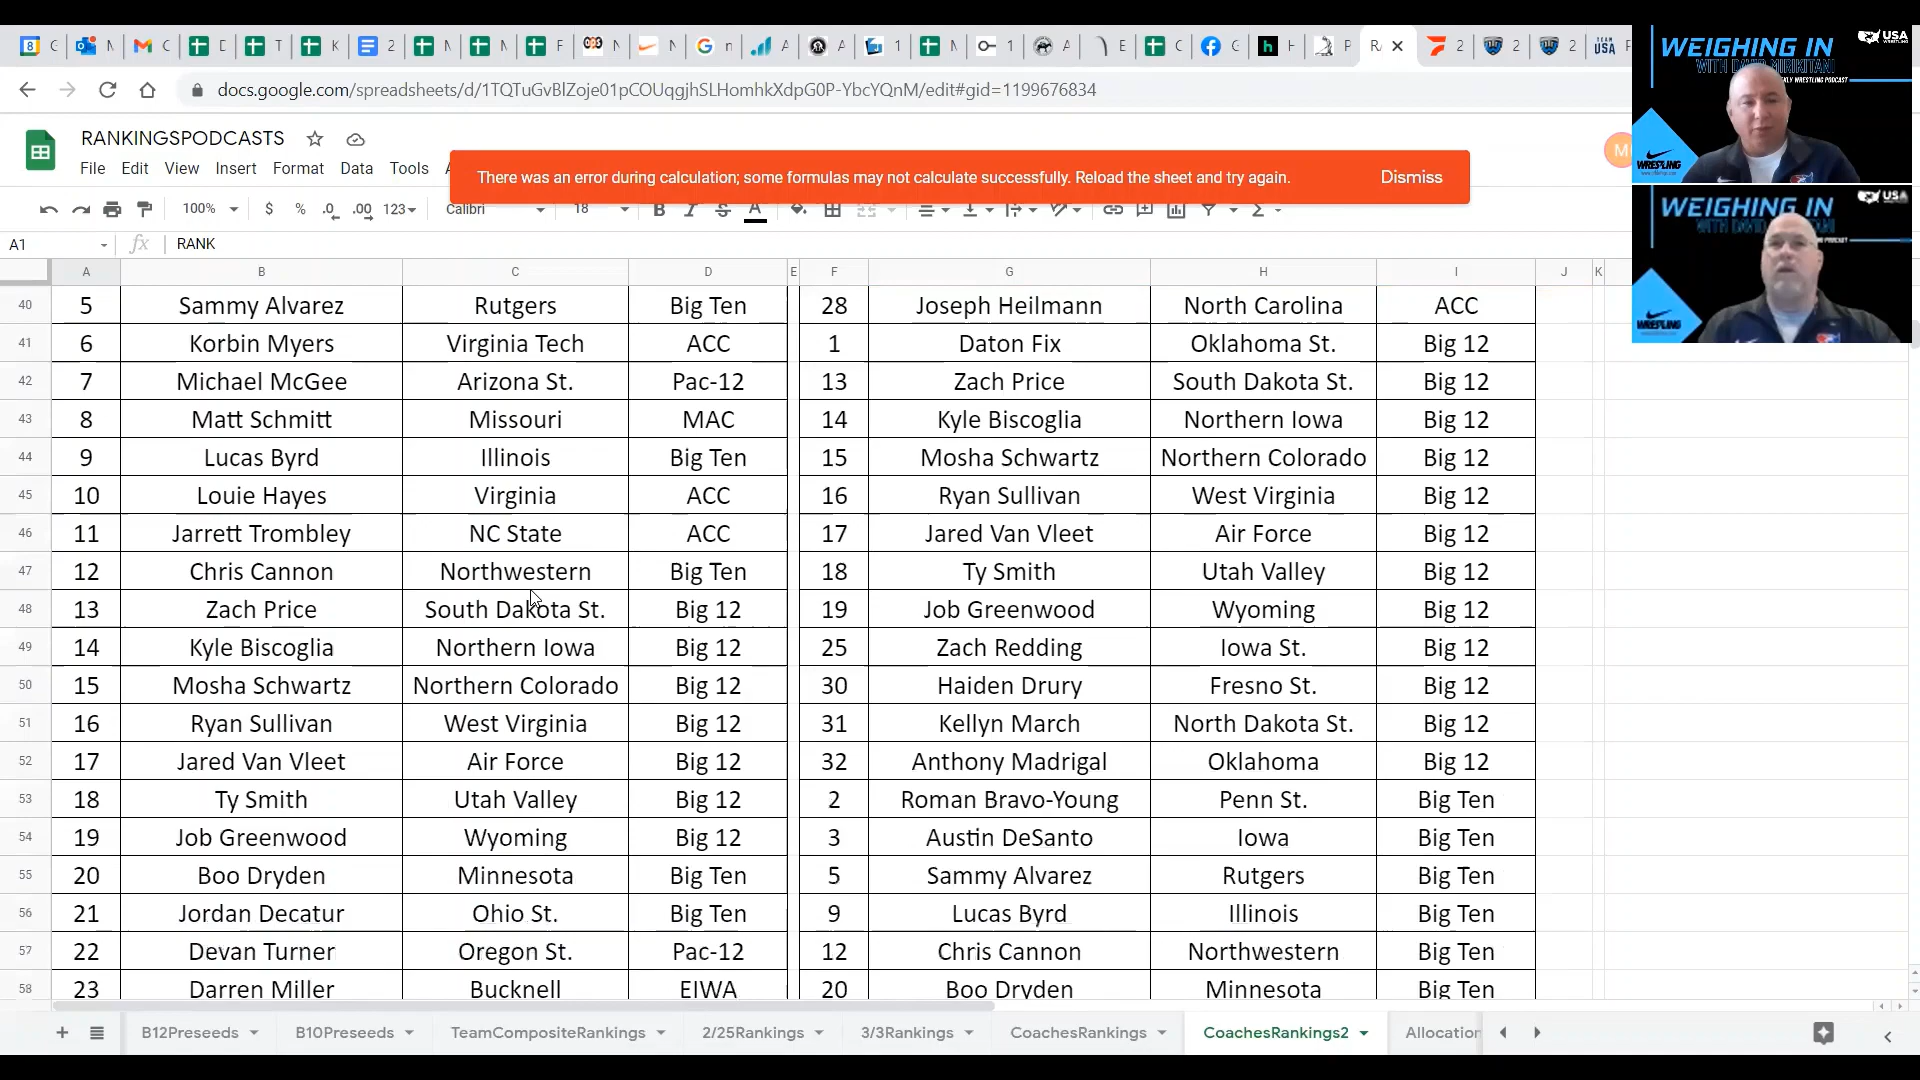 docs.google.com/spreadsheets/d/1TQTuGvBlZoje01pCOUqgjhSLHomhkXdpG0P-YbcYQnM/edit#gid=1199676834
RANKINGSPODCASTS
File Edit View Insert Format Data Tools
There was an error during calculation; some formulas may not calculate successfully. Reload the sheet and try again. Dismiss
100% $ % .0 .00 123 Calibri 18 B I S A
A1 fx RANK
A B C D E F G H I J K
40 5 Sammy Alvarez Rutgers Big Ten 28 Joseph Heilmann North Carolina ACC
41 6 Korbin Myers Virginia Tech ACC 1 Daton Fix Oklahoma St. Big 12
42 7 Michael McGee Arizona St. Pac-12 13 Zach Price South Dakota St. Big 12
43 8 Matt Schmitt Missouri MAC 14 Kyle Biscoglia Northern Iowa Big 12
44 9 Lucas Byrd Illinois Big Ten 15 Mosha Schwartz Northern Colorado Big 12
45 10 Louie Hayes Virginia ACC 16 Ryan Sullivan West Virginia Big 12
46 11 Jarrett Trombley NC State ACC 17 Jared Van Vleet Air Force Big 12
47 12 Chris Cannon Northwestern Big Ten 18 Ty Smith Utah Valley Big 12
48 13 Zach Price South Dakota St. Big 12 19 Job Greenwood Wyoming Big 12
49 14 Kyle Biscoglia Northern Iowa Big 12 25 Zach Redding Iowa St. Big 12
50 15 Mosha Schwartz Northern Colorado Big 12 30 Haiden Drury Fresno St. Big 12
51 16 Ryan Sullivan West Virginia Big 12 31 Kellyn March North Dakota St. Big 12
52 17 Jared Van Vleet Air Force Big 12 32 Anthony Madrigal Oklahoma Big 12
53 18 Ty Smith Utah Valley Big 12 2 Roman Bravo-Young Penn St. Big Ten
54 19 Job Greenwood Wyoming Big 12 3 Austin DeSanto Iowa Big Ten
55 20 Boo Dryden Minnesota Big Ten 5 Sammy Alvarez Rutgers Big Ten
56 21 Jordan Decatur Ohio St. Big Ten 9 Lucas Byrd Illinois Big Ten
57 22 Devan Turner Oregon St. Pac-12 12 Chris Cannon Northwestern Big Ten
58 23 Darren Miller Bucknell EIWA 20 Boo Dryden Minnesota Big Ten
B12Preseeds B10Preseeds TeamCompositeRankings 2/25Rankings 3/3Rankings CoachesRankings CoachesRankings2 Allocation
WEIGHING IN USA
WRESTLING
WEIGHING IN USA
WRESTLING